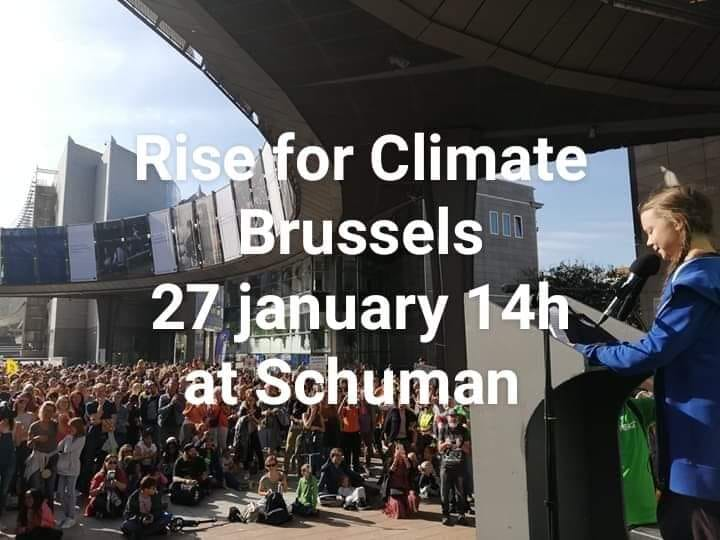 Rise for Climate
Brussels
27 january 14h
at Schuman